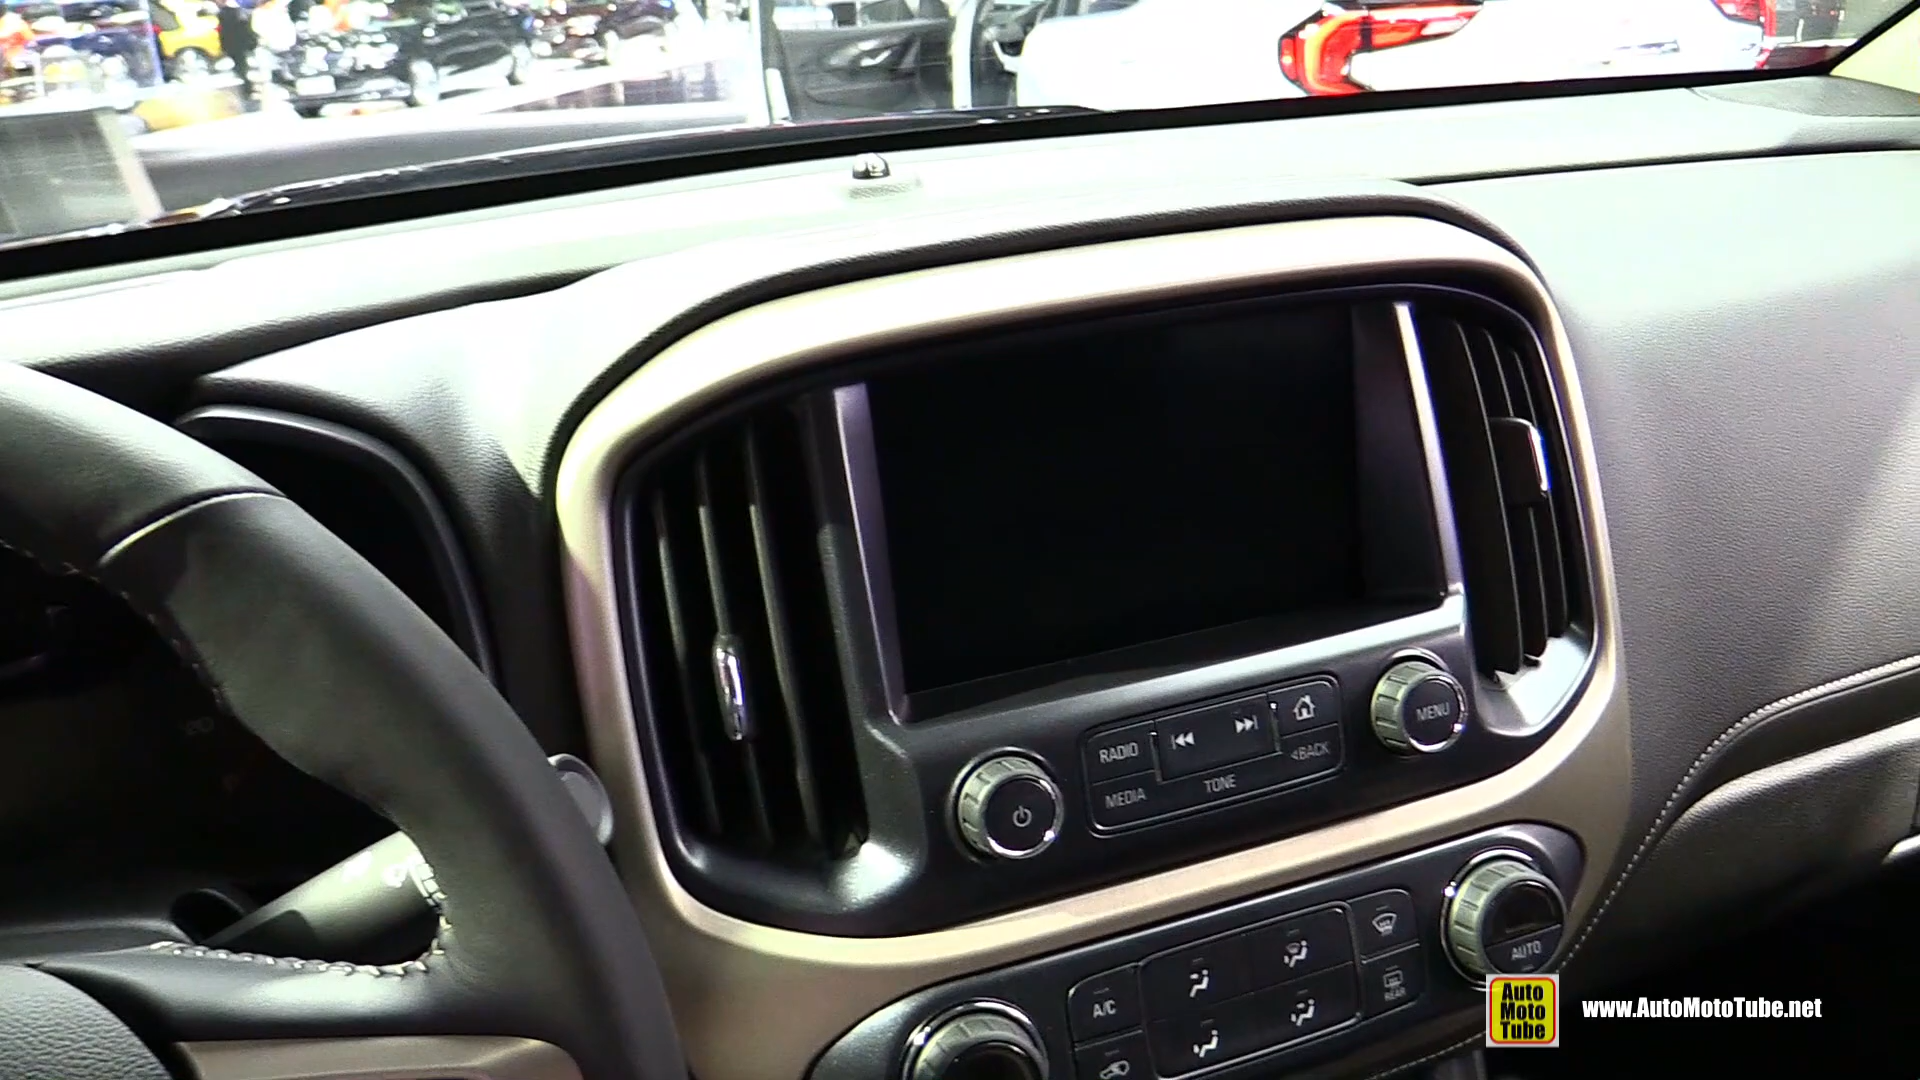 RADIO
MEDIA
TONE
<BACK
MENU
A/C
REAR
AUTO
Auto
Moto
Tube
www.AutoMotoTube.net